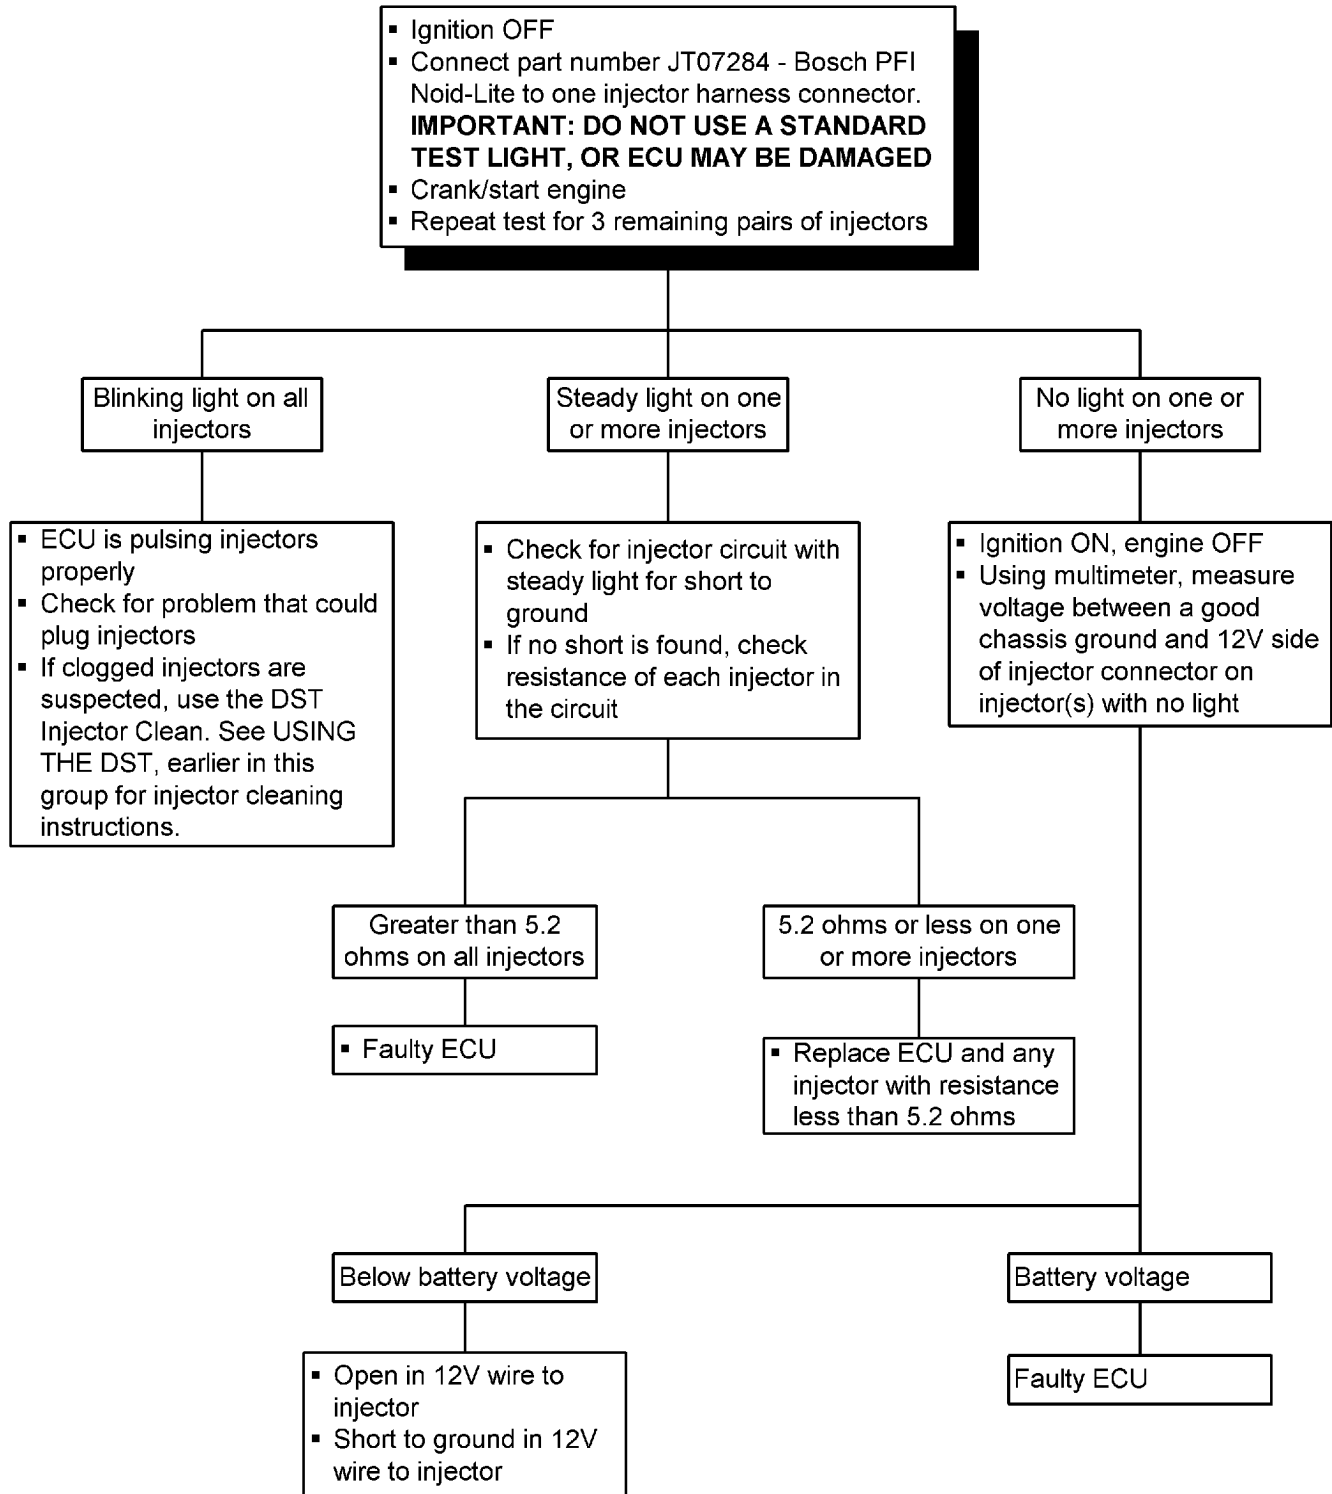 ▪ Ignition OFF
▪ Connect part number JT07284 - Bosch PFI
Noid-Lite to one injector harness connector.
IMPORTANT: DO NOT USE A STANDARD
TEST LIGHT, OR ECU MAY BE DAMAGED
▪ Crank/start engine
▪ Repeat test for 3 remaining pairs of injectors
Blinking light on all
injectors
Steady light on one
or more injectors
No light on one or
more injectors
▪ ECU is pulsing injectors
properly
▪ Check for problem that could
plug injectors
▪ If clogged injectors are
suspected, use the DST
Injector Clean. See USING
THE DST, earlier in this
group for injector cleaning
instructions.
▪ Check for injector circuit with
steady light for short to
ground
▪ If no short is found, check
resistance of each injector in
the circuit
▪ Ignition ON, engine OFF
▪ Using multimeter, measure
voltage between a good
chassis ground and 12V side
of injector connector on
injector(s) with no light
Greater than 5.2
ohms on all injectors
5.2 ohms or less on one
or more injectors
▪ Faulty ECU
▪ Replace ECU and any
injector with resistance
less than 5.2 ohms
Below battery voltage
Battery voltage
▪ Open in 12V wire to
injector
▪ Short to ground in 12V
wire to injector
Faulty ECU